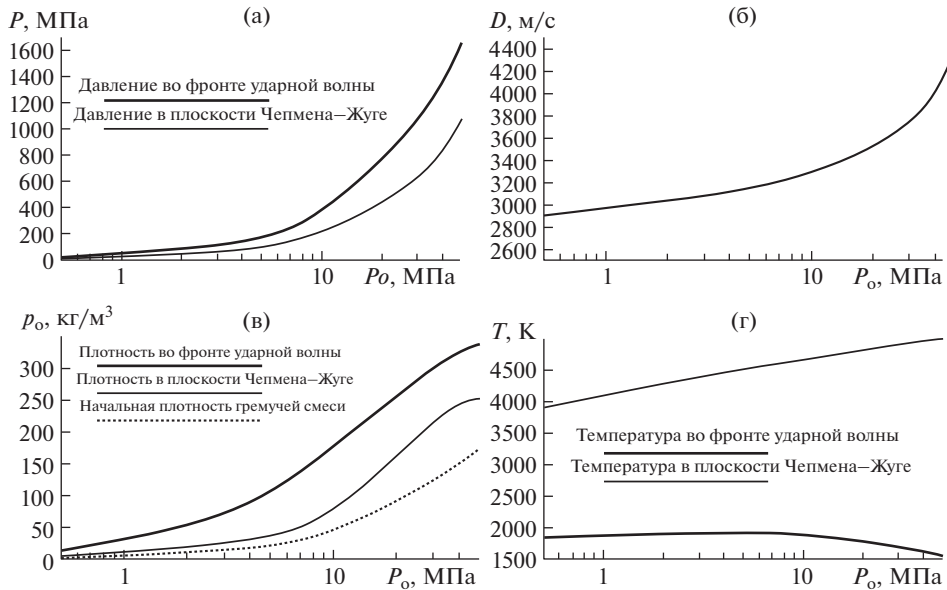 (а)
P, МПа
1600
1400
1200
1000
800
600
400
200
0
Давление во фронте ударной волны
Давление в плоскости Чепмена–Жуге
1
10
Pо, МПа
(б)
D, м/с
4400
4200
4000
3800
3600
3400
3200
3000
2800
2600
1
10
Pо, МПа
(в)
pо, кг/м³
300
250
200
150
100
50
0
Плотность во фронте ударной волны
Плотность в плоскости Чепмена–Жуге
Начальная плотность гремучей смеси
1
10
Pо, МПа
(г)
T, K
4500
4000
3500
3000
2500
2000
1500
Температура во фронте ударной волны
Температура в плоскости Чепмена–Жуге
1
10
Pо, МПа